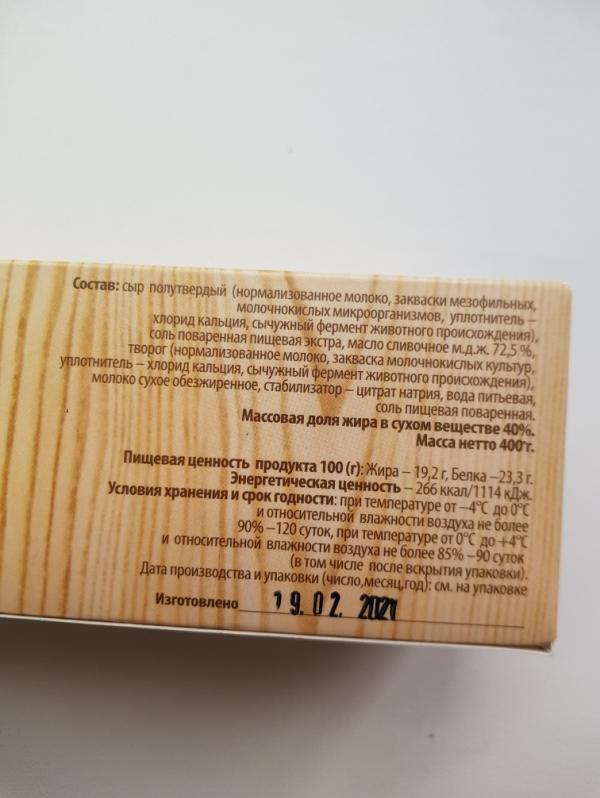 Состав: сыр полутвердый (нормализованное молоко, закваски мезофильных,
молочнокислых микроорганизмов, уплотнитель –
хлорид кальция, сычужный фермент животного происхождения),
соль поваренная пищевая экстра, масло сливочное м.д.ж. 72,5 %,
творог (нормализованное молоко, закваска молочнокислых культур,
уплотнитель – хлорид кальция, сычужный фермент животного происхождения),
молоко сухое обезжиренное, стабилизатор – цитрат натрия, вода питьевая,
соль пищевая поваренная.
Массовая доля жира в сухом веществе 40%.
Масса нетто 400 г.
Пищевая ценность продукта 100 (г): Жира – 19,2 г, Белка –23,3 г.
Энергетическая ценность – 266 ккал/1114 кДж.
Условия хранения и срок годности: при температуре от –4°С до 0°С
и относительной влажности воздуха не более
90% –120 суток, при температуре от 0°С до +4°С
и относительной влажности воздуха не более 85% –90 суток
(в том числе после вскрытия упаковки).
Дата производства и упаковки (число,месяц,год): см. на упаковке
Изготовлено 19.02.2021